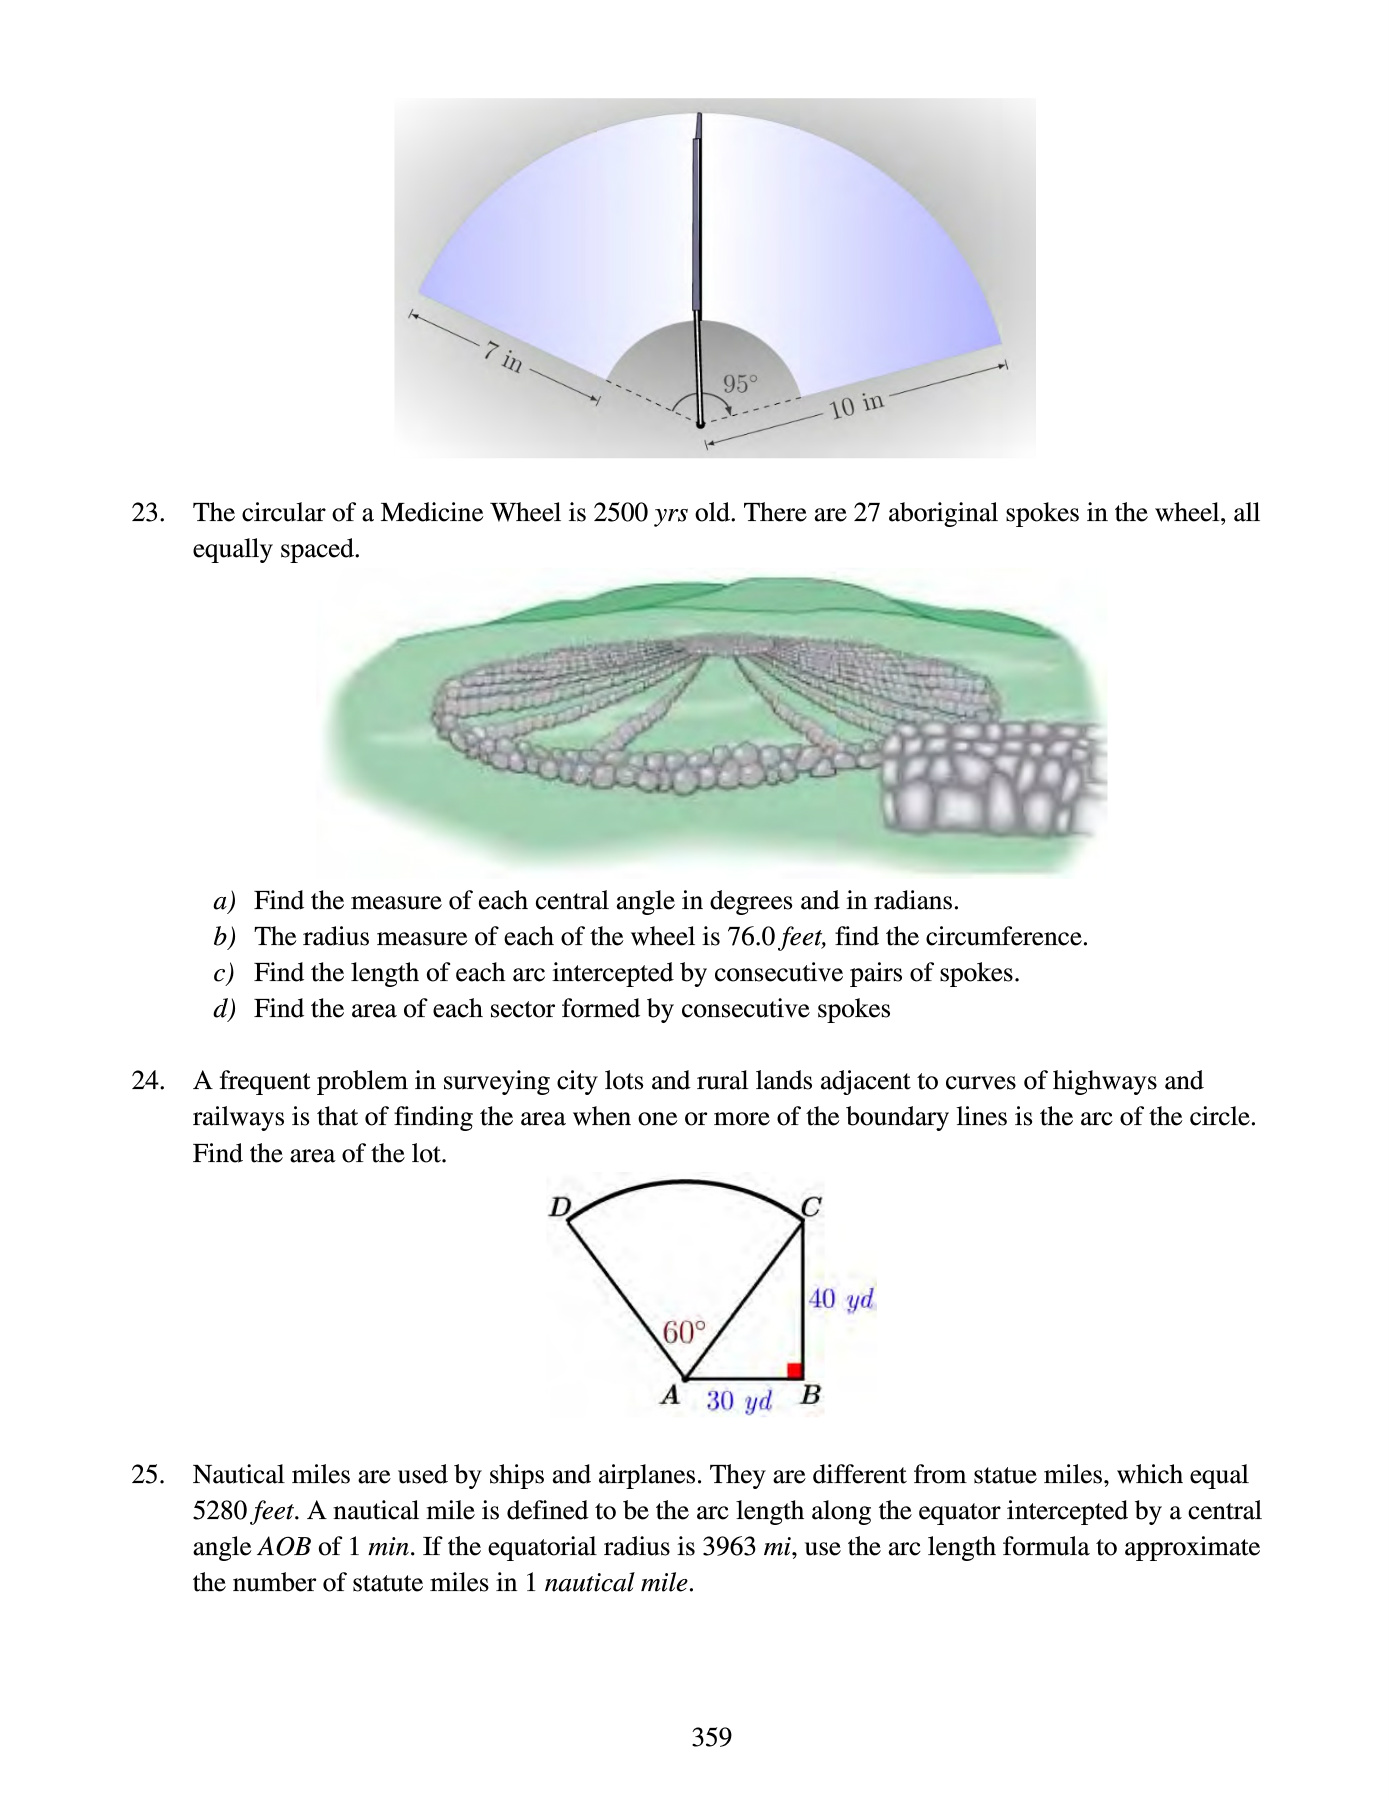 7 in
95°
10 in
23. The circular of a Medicine Wheel is 2500 yrs old. There are 27 aboriginal spokes in the wheel, all
equally spaced.
a) Find the measure of each central angle in degrees and in radians.
b) The radius measure of each of the wheel is 76.0 feet, find the circumference.
c) Find the length of each arc intercepted by consecutive pairs of spokes.
d) Find the area of each sector formed by consecutive spokes
24. A frequent problem in surveying city lots and rural lands adjacent to curves of highways and
railways is that of finding the area when one or more of the boundary lines is the arc of the circle.
Find the area of the lot.
D C
40 yd
60°
A 30 yd B
25. Nautical miles are used by ships and airplanes. They are different from statue miles, which equal
5280 feet. A nautical mile is defined to be the arc length along the equator intercepted by a central
angle AOB of 1 min. If the equatorial radius is 3963 mi, use the arc length formula to approximate
the number of statute miles in 1 nautical mile.
359